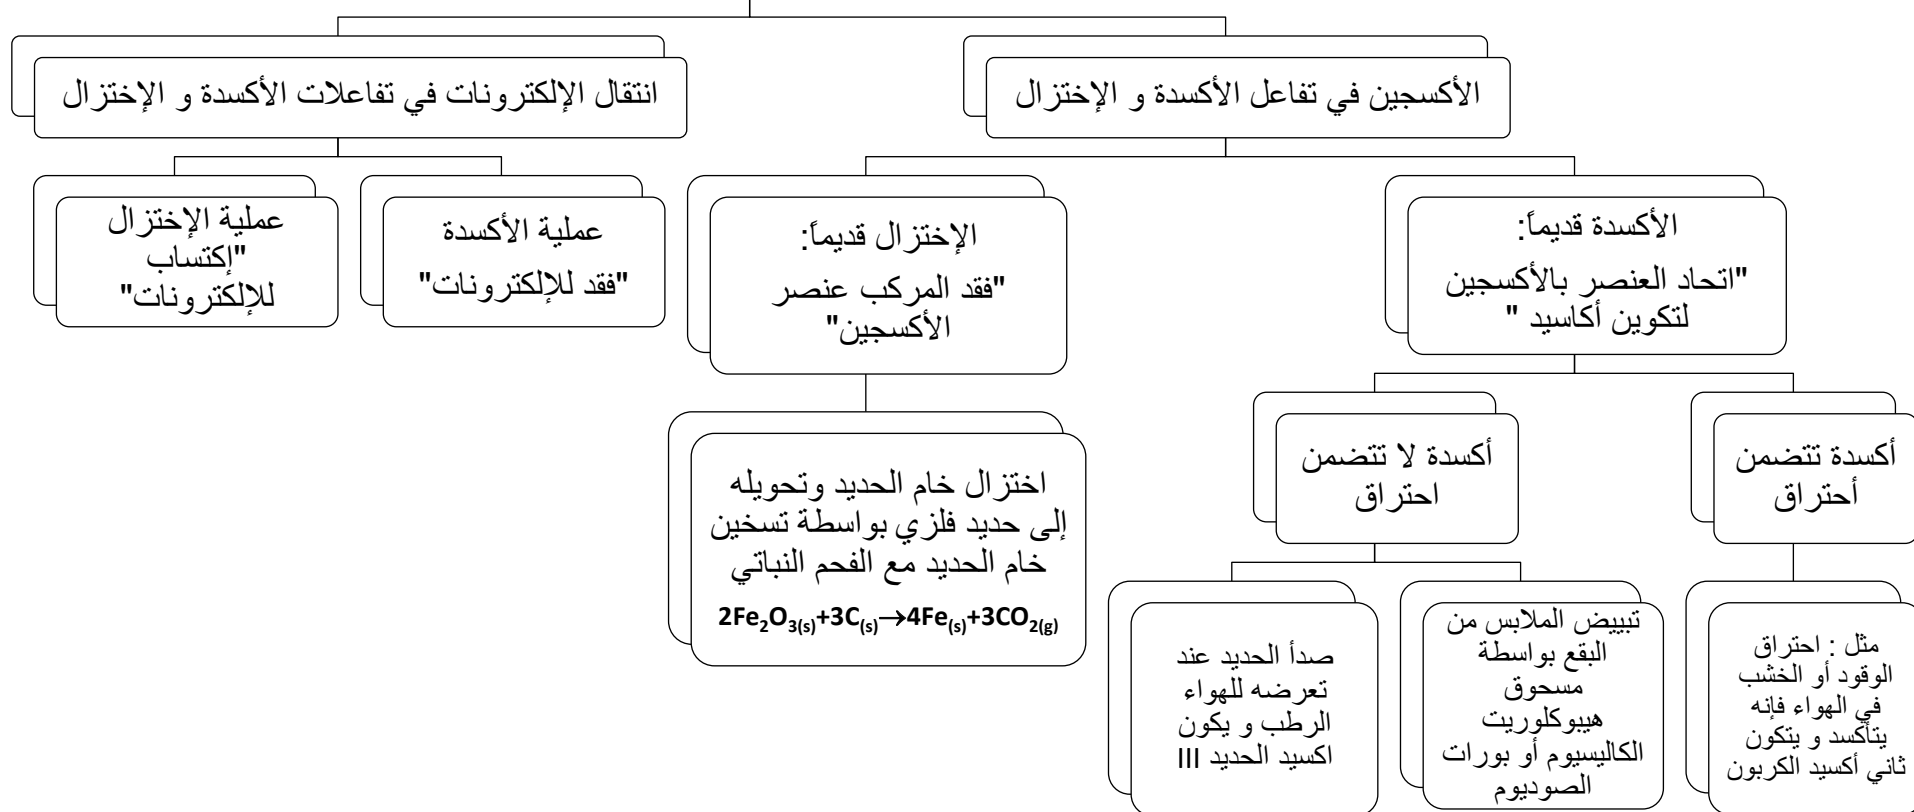 الأكسجين في تفاعل الأكسدة و الإختزال
انتقال الإلكترونات في تفاعلات الأكسدة و الإختزال
الأكسدة قديماً:
"اتحاد العنصر بالأكسجين
لتكوين أكاسيد "
الإختزال قديماً:
"فقد المركب عنصر
الأكسجين"
عملية الأكسدة
"فقد للإلكترونات"
عملية الإختزال
"إكتساب
للإلكترونات"
أكسدة تتضمن
أحتراق
أكسدة لا تتضمن
احتراق
اختزال خام الحديد وتحويله
إلى حديد فلزي بواسطة تسخين
خام الحديد مع الفحم النباتي
2Fe₂O₃(s)+3C(s)→4Fe(s)+3CO₂(g)
مثل : احتراق
الوقود أو الخشب
في الهواء فإنه
يتأكسد و يتكون
ثاني أكسيد الكربون
تبييض الملابس من
البقع بواسطة
مسحوق
هيبوكلوريت
الكاليسيوم أو بورات
الصوديوم
صدأ الحديد عند
تعرضه للهواء
الرطب و يكون
اكسيد الحديد III